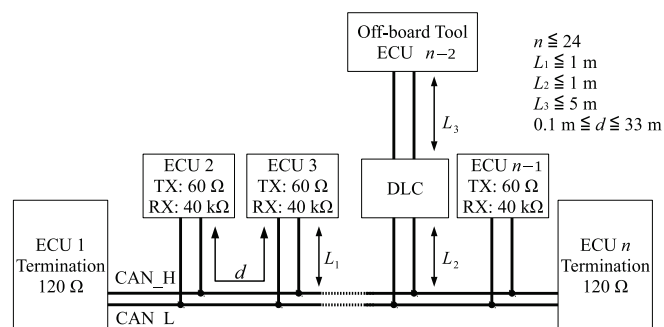 Off-board Tool
ECU n−2
n ≦ 24
L1 ≦ 1 m
L2 ≦ 1 m
L3 ≦ 5 m
0.1 m ≦ d ≦ 33 m
L3
ECU 2
TX: 60 Ω
RX: 40 kΩ
ECU 3
TX: 60 Ω
RX: 40 kΩ
DLC
ECU n−1
TX: 60 Ω
RX: 40 kΩ
ECU 1
Termination
120 Ω
d
L1
L2
ECU n
Termination
120 Ω
CAN_H
CAN_L